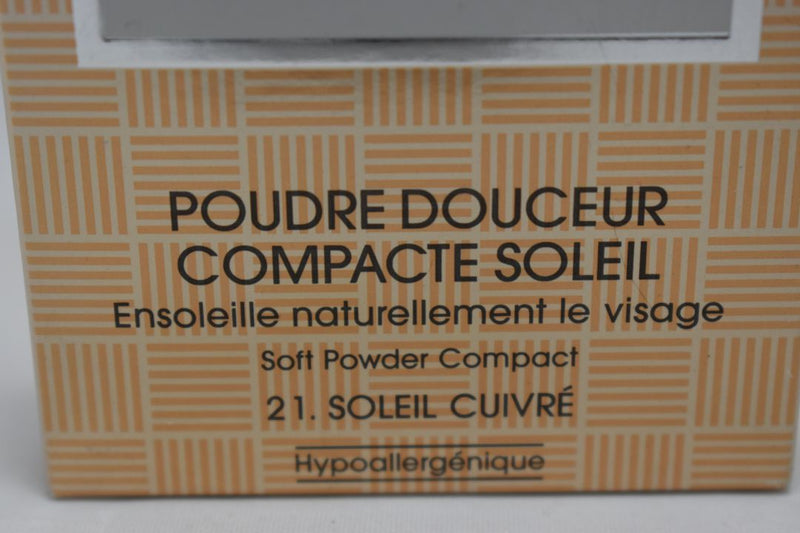 POUDRE DOUCEUR
COMPACTE SOLEIL
Ensoleille naturellement le visage
Soft Powder Compact
21. SOLEIL CUIVRÉ
Hypoallergénique